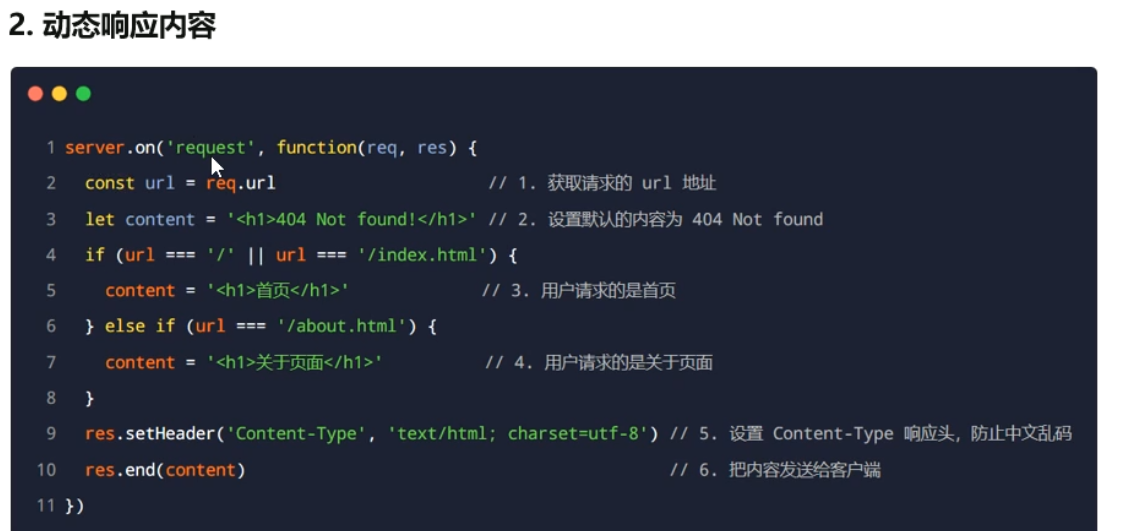 2. 动态响应内容
1 server.on('request', function(req, res) {
2 const url = req.url // 1. 获取请求的 url 地址
3 let content = '<h1>404 Not found!</h1>' // 2. 设置默认的内容为 404 Not found
4 if (url === '/' || url === '/index.html') {
5 content = '<h1>首页</h1>' // 3. 用户请求的是首页
6 } else if (url === '/about.html') {
7 content = '<h1>关于页面</h1>' // 4. 用户请求的是关于页面
8 }
9 res.setHeader('Content-Type', 'text/html; charset=utf-8') // 5. 设置 Content-Type 响应头，防止中文乱码
10 res.end(content) // 6. 把内容发送给客户端
11 })